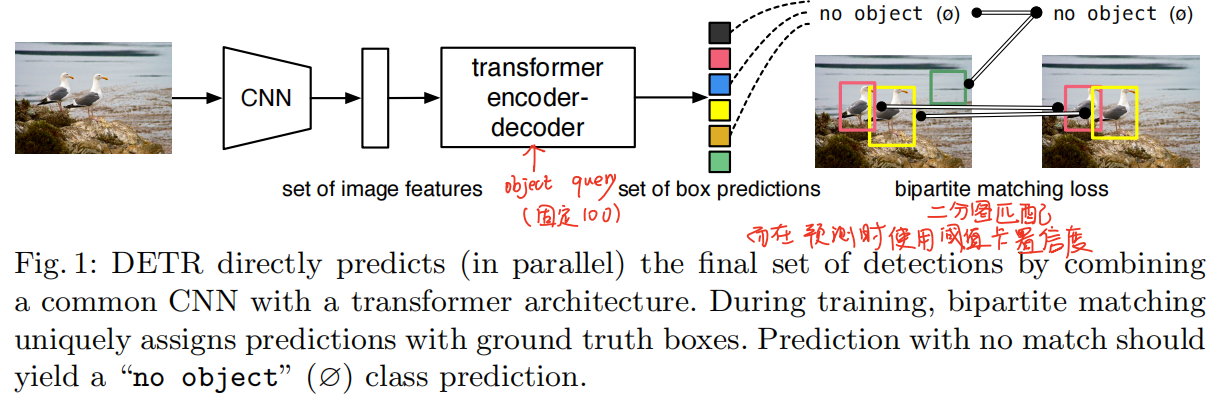 no object (ø)
no object (ø)
CNN
transformer
encoder-
decoder
set of image features
object query
(固定100)
set of box predictions
bipartite matching loss
二分图匹配
而在预测时使用阈值卡置信度
Fig. 1: DETR directly predicts (in parallel) the final set of detections by combining
a common CNN with a transformer architecture. During training, bipartite matching
uniquely assigns predictions with ground truth boxes. Prediction with no match should
yield a “no object” (∅) class prediction.